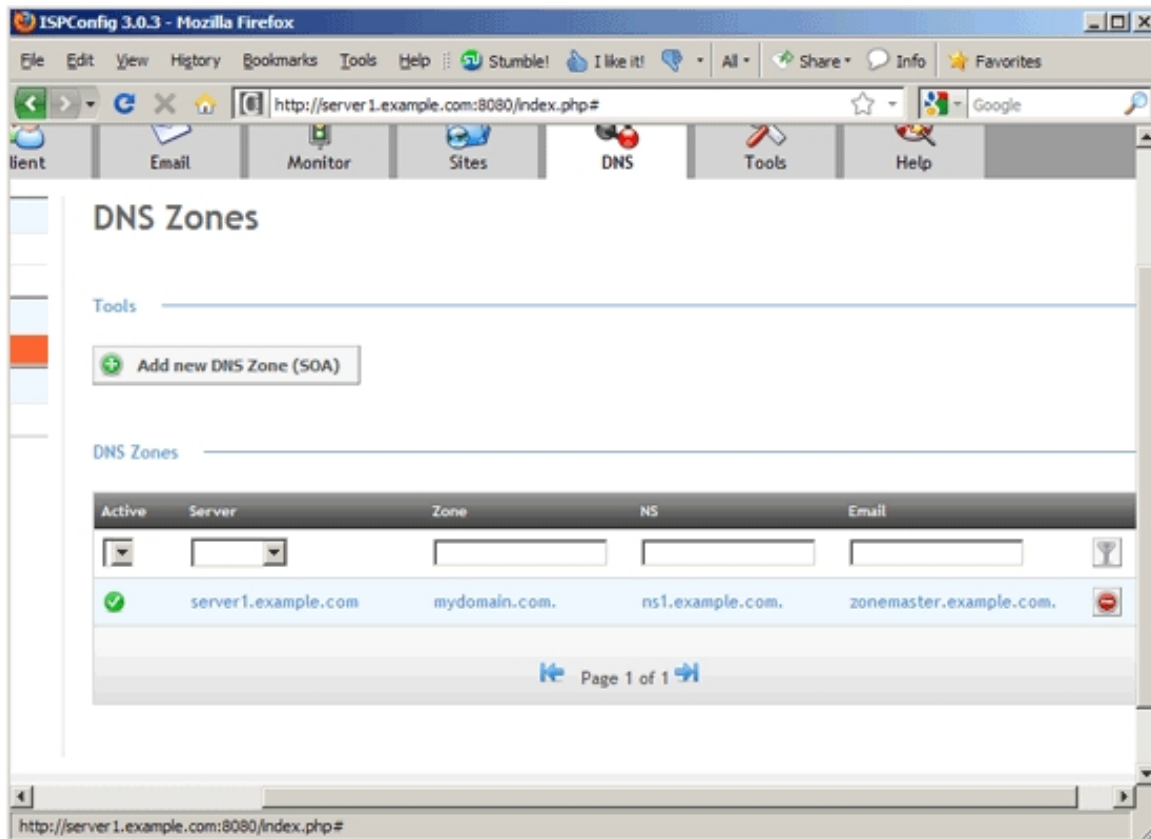 ISPConfig 3.0.3 - Mozilla Firefox
File Edit View History Bookmarks Tools Help Stumble! I like it! All Share Info Favorites
http://server1.example.com:8080/index.php# Google
lient Email Monitor Sites DNS Tools Help
DNS Zones
Tools
Add new DNS Zone (SOA)
DNS Zones
Active Server Zone NS Email
server1.example.com mydomain.com. ns1.example.com. zonemaster.example.com.
Page 1 of 1
http://server1.example.com:8080/index.php#